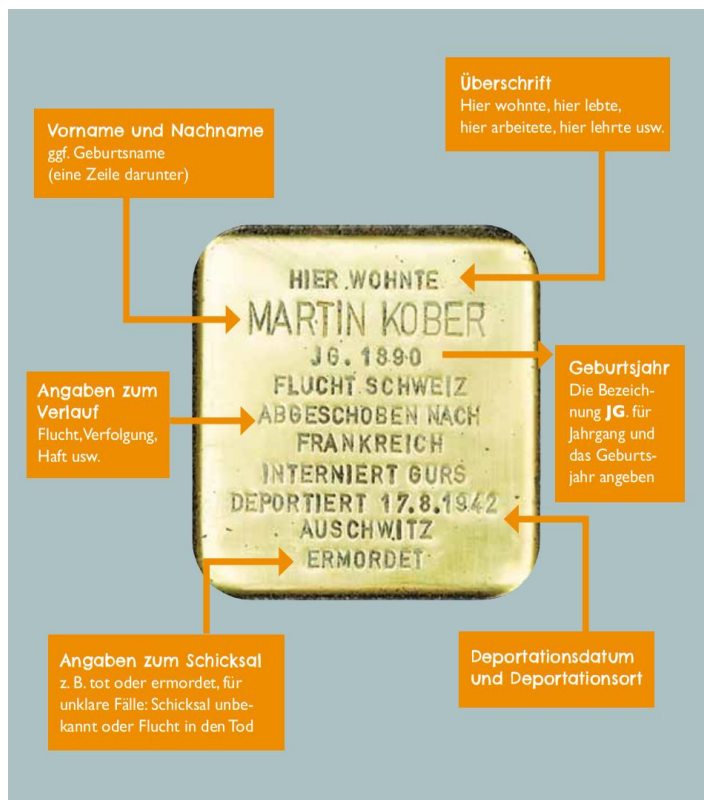 Überschrift
Hier wohnte, hier lebte,
hier arbeitete, hier lehrte usw.
Vorname und Nachname
ggf. Geburtsname
(eine Zeile darunter)
HIER WOHNTE
MARTIN KOBER
JG. 1890
FLUCHT SCHWEIZ
ABGESCHOBEN NACH
FRANKREICH
INTERNIERT GURS
DEPORTIERT 17.8.1942
AUSCHWITZ
ERMORDET
Geburtsjahr
Die Bezeich-
nung JG. für
Jahrgang und
das Geburts-
jahr angeben
Angaben zum
Verlauf
Flucht, Verfolgung,
Haft usw.
Angaben zum Schicksal
z. B. tot oder ermordet, für
unklare Fälle: Schicksal unbe-
kannt oder Flucht in den Tod
Deportationsdatum
und Deportationsort